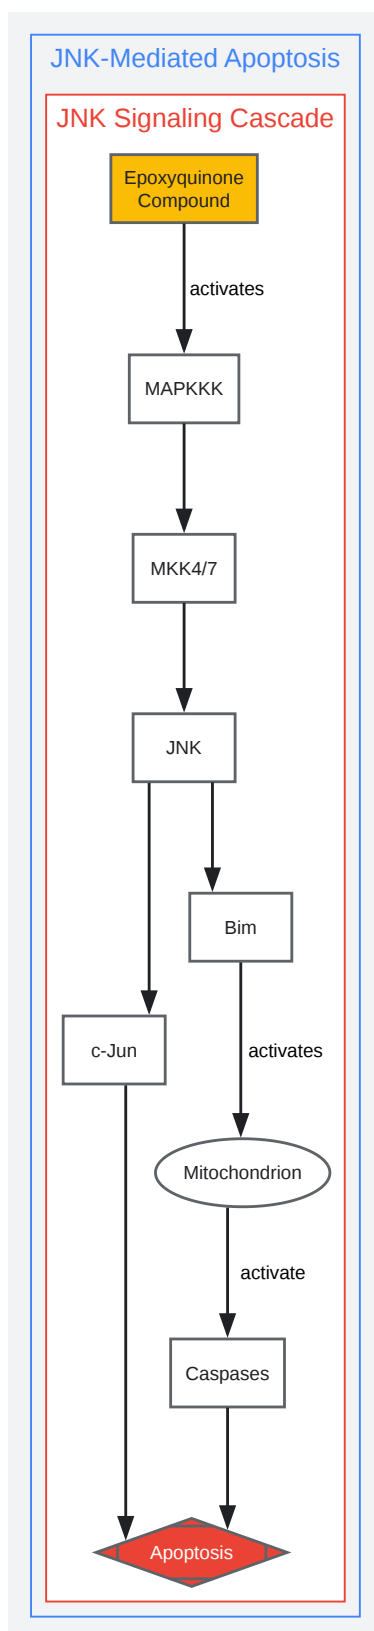 JNK-Mediated Apoptosis
JNK Signaling Cascade
Epoxyquinone
Compound
activates
MAPKKK
MKK4/7
JNK
Bim
c-Jun
activates
Mitochondrion
activate
Caspases
Apoptosis